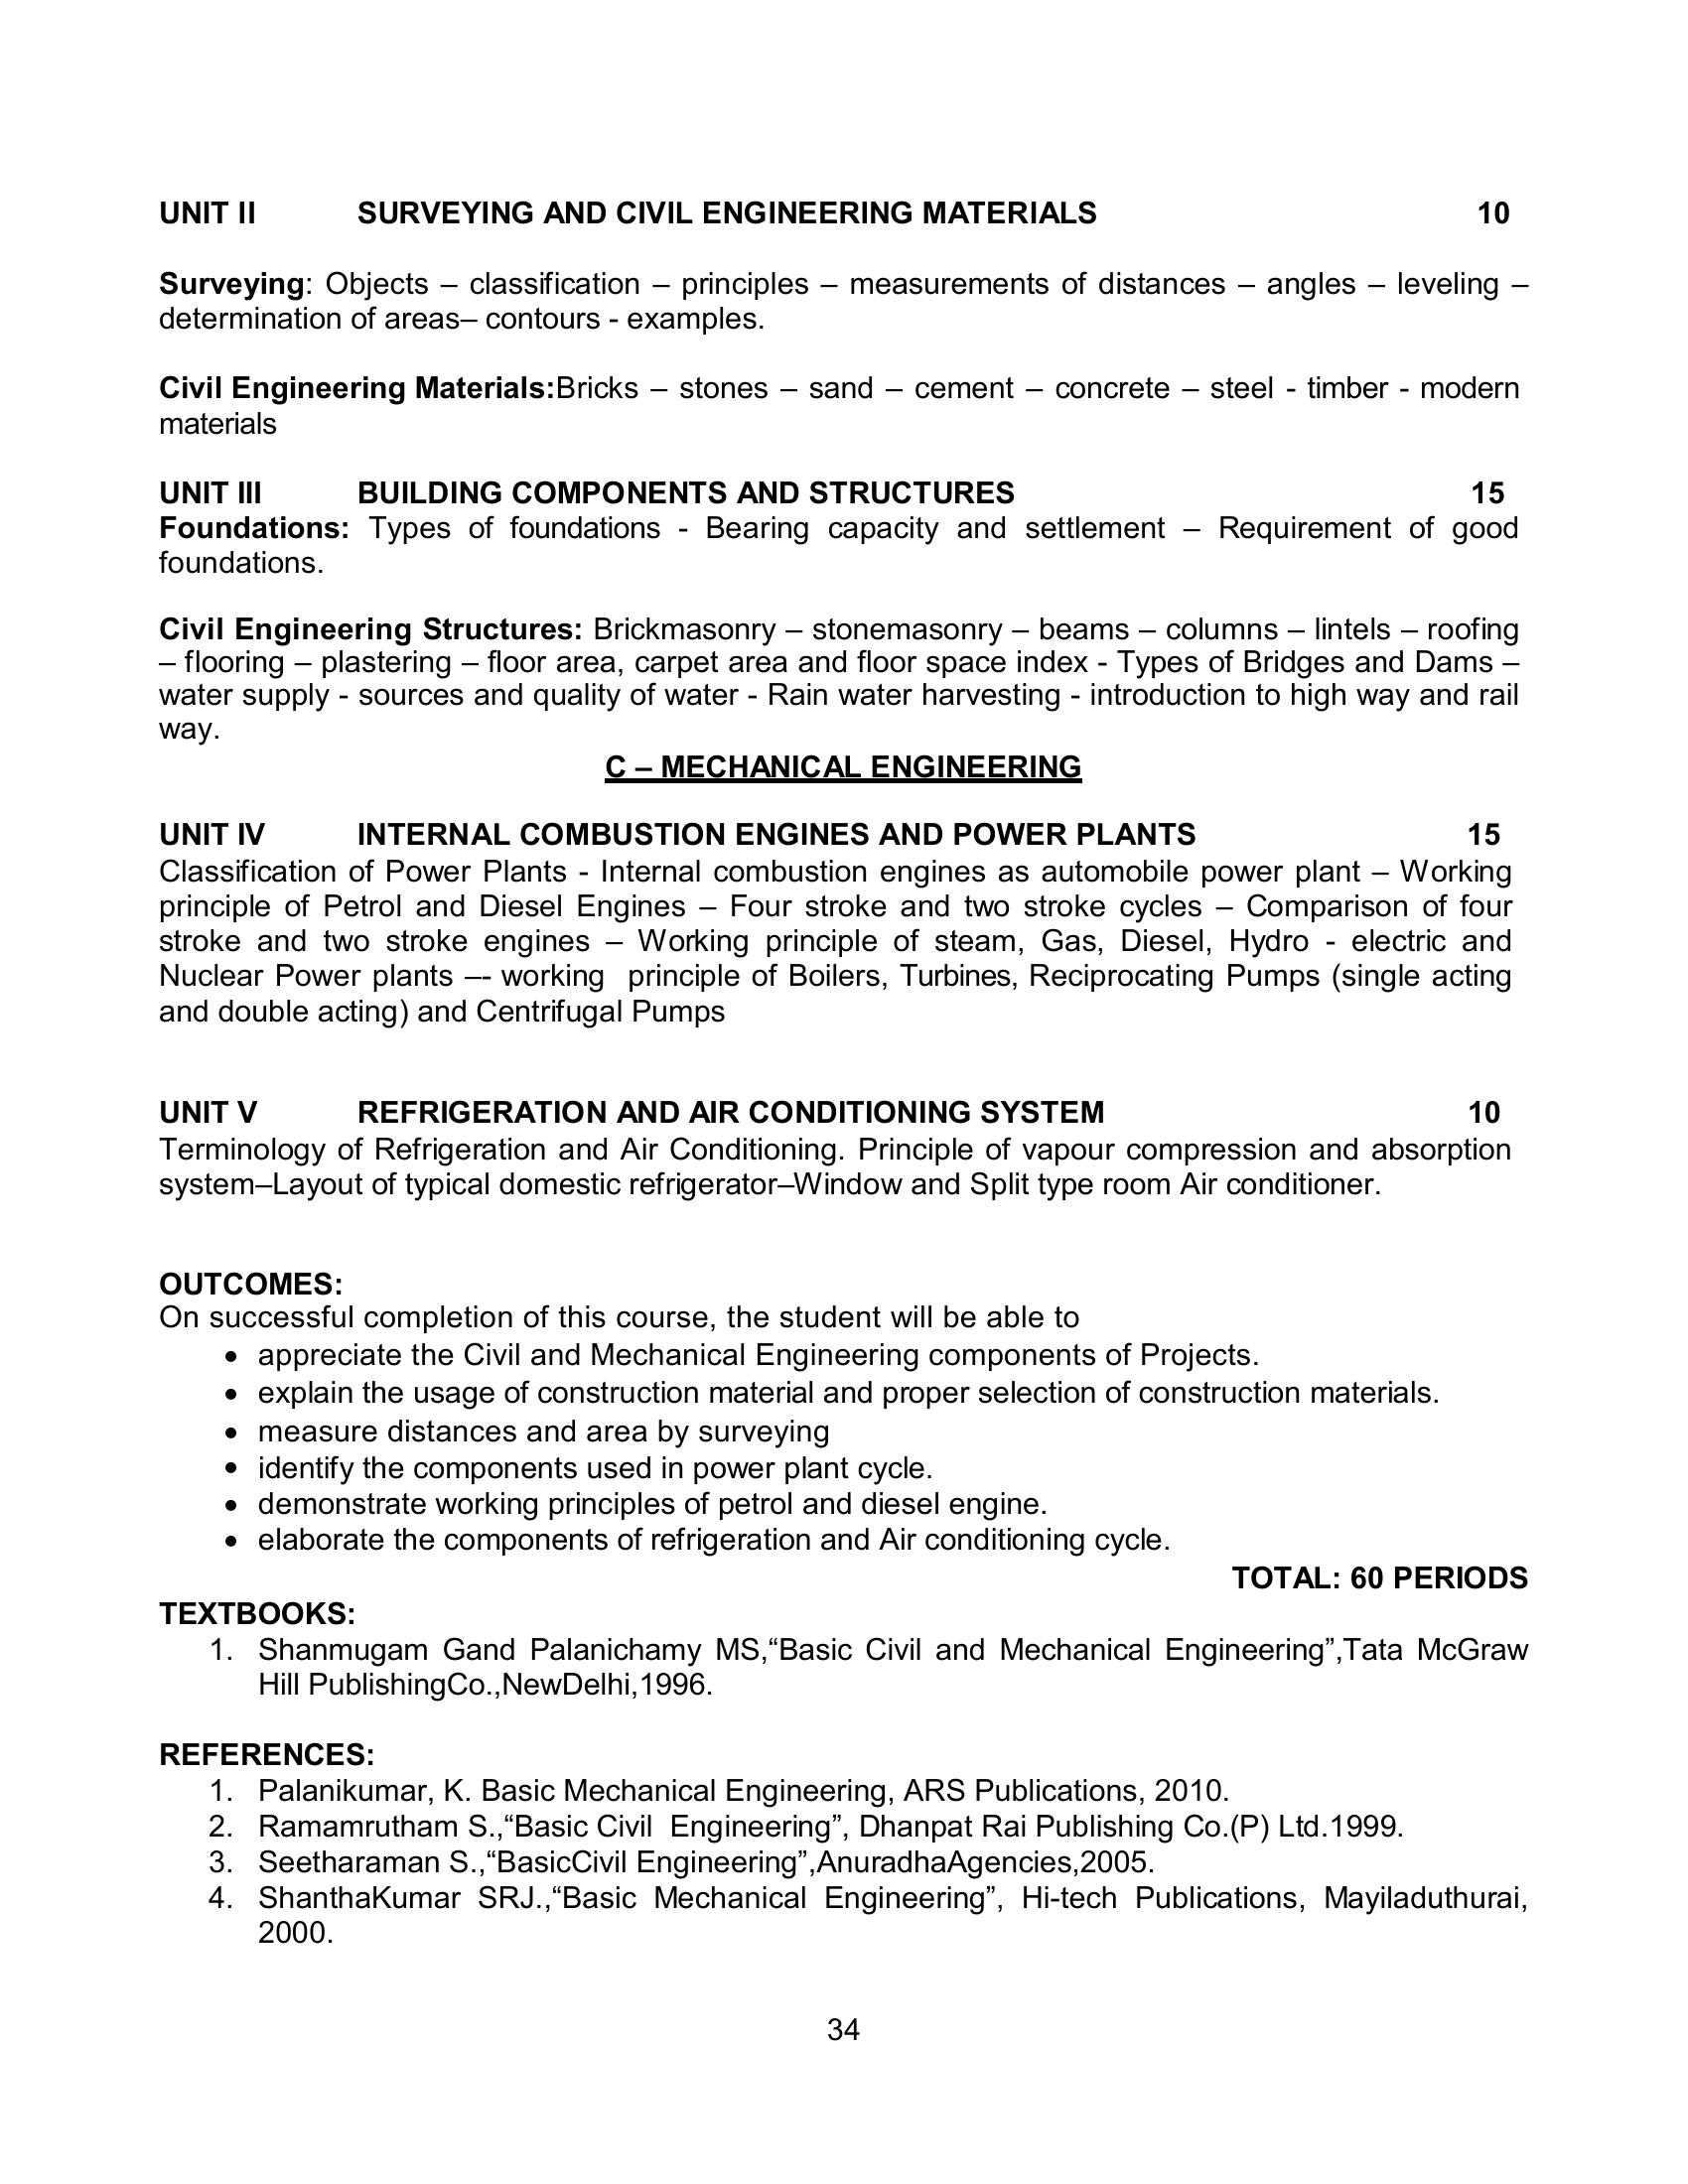 UNIT II SURVEYING AND CIVIL ENGINEERING MATERIALS 10
Surveying: Objects – classification – principles – measurements of distances – angles – leveling –
determination of areas– contours - examples.
Civil Engineering Materials:Bricks – stones – sand – cement – concrete – steel - timber - modern
materials
UNIT III BUILDING COMPONENTS AND STRUCTURES 15
Foundations: Types of foundations - Bearing capacity and settlement – Requirement of good
foundations.
Civil Engineering Structures: Brickmasonry – stonemasonry – beams – columns – lintels – roofing
– flooring – plastering – floor area, carpet area and floor space index - Types of Bridges and Dams –
water supply - sources and quality of water - Rain water harvesting - introduction to high way and rail
way.
C – MECHANICAL ENGINEERING
UNIT IV INTERNAL COMBUSTION ENGINES AND POWER PLANTS 15
Classification of Power Plants - Internal combustion engines as automobile power plant – Working
principle of Petrol and Diesel Engines – Four stroke and two stroke cycles – Comparison of four
stroke and two stroke engines – Working principle of steam, Gas, Diesel, Hydro - electric and
Nuclear Power plants –- working principle of Boilers, Turbines, Reciprocating Pumps (single acting
and double acting) and Centrifugal Pumps
UNIT V REFRIGERATION AND AIR CONDITIONING SYSTEM 10
Terminology of Refrigeration and Air Conditioning. Principle of vapour compression and absorption
system–Layout of typical domestic refrigerator–Window and Split type room Air conditioner.
OUTCOMES:
On successful completion of this course, the student will be able to
• appreciate the Civil and Mechanical Engineering components of Projects.
• explain the usage of construction material and proper selection of construction materials.
• measure distances and area by surveying
• identify the components used in power plant cycle.
• demonstrate working principles of petrol and diesel engine.
• elaborate the components of refrigeration and Air conditioning cycle.
TOTAL: 60 PERIODS
TEXTBOOKS:
1. Shanmugam Gand Palanichamy MS,“Basic Civil and Mechanical Engineering”,Tata McGraw
Hill PublishingCo.,NewDelhi,1996.
REFERENCES:
1. Palanikumar, K. Basic Mechanical Engineering, ARS Publications, 2010.
2. Ramamrutham S.,“Basic Civil Engineering”, Dhanpat Rai Publishing Co.(P) Ltd.1999.
3. Seetharaman S.,“BasicCivil Engineering”,AnuradhaAgencies,2005.
4. ShanthaKumar SRJ.,“Basic Mechanical Engineering”, Hi-tech Publications, Mayiladuthurai,
2000.
34